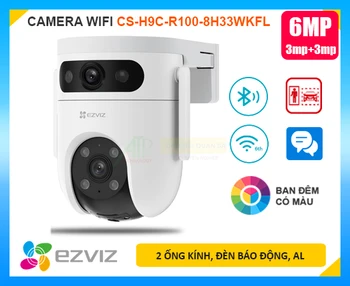 CAMERA WIFI CS-H9C-R100-8H33WKFL
6MP
3mp+3mp
EZVIZ
6th
BAN ĐÊM
CÓ MÀU
ezviz
2 ỐNG KÍNH, ĐÈN BÁO ĐỘNG, AL